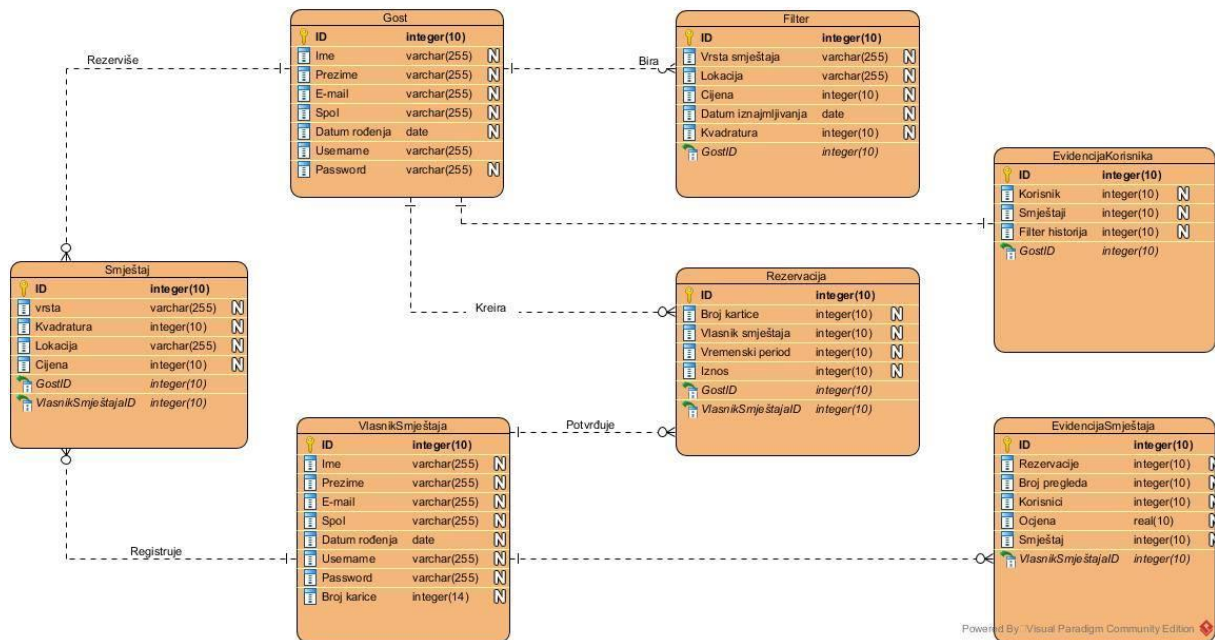 Gost
ID integer(10)
Ime varchar(255) N
Prezime varchar(255) N
E-mail varchar(255) N
Spol varchar(255) N
Datum rođenja date N
Username varchar(255)
Password varchar(255) N
Filter
ID integer(10)
Vrsta smještaja varchar(255) N
Lokacija varchar(255) N
Cijena integer(10) N
Datum iznajmljivanja date N
Kvadratura integer(10) N
GostID integer(10)
Rezerviše
Bira
EvidencijaKorisnika
ID integer(10)
Korisnik integer(10) N
Smještaji integer(10) N
Filter historija integer(10) N
GostID integer(10)
Smještaj
ID integer(10)
vrsta varchar(255) N
Kvadratura integer(10) N
Lokacija varchar(255) N
Cijena integer(10) N
GostID integer(10)
VlasnikSmještajaID integer(10)
Kreira
Rezervacija
ID integer(10)
Broj kartice integer(10) N
Vlasnik smještaja integer(10) N
Vremenski period integer(10) N
Iznos integer(10) N
GostID integer(10)
VlasnikSmještajaID integer(10)
Potvrđuje
Registruje
VlasnikSmještaja
ID integer(10)
Ime varchar(255) N
Prezime varchar(255) N
E-mail varchar(255) N
Spol varchar(255) N
Datum rođenja date N
Username varchar(255) N
Password varchar(255) N
Broj karice integer(14) N
EvidencijaSmještaja
ID integer(10)
Rezervacije integer(10) N
Broj pregleda integer(10) N
Korisnici integer(10) N
Ocjena real(10) N
Smještaj integer(10) N
VlasnikSmještajaID integer(10)
Powered By Visual Paradigm Community Edition